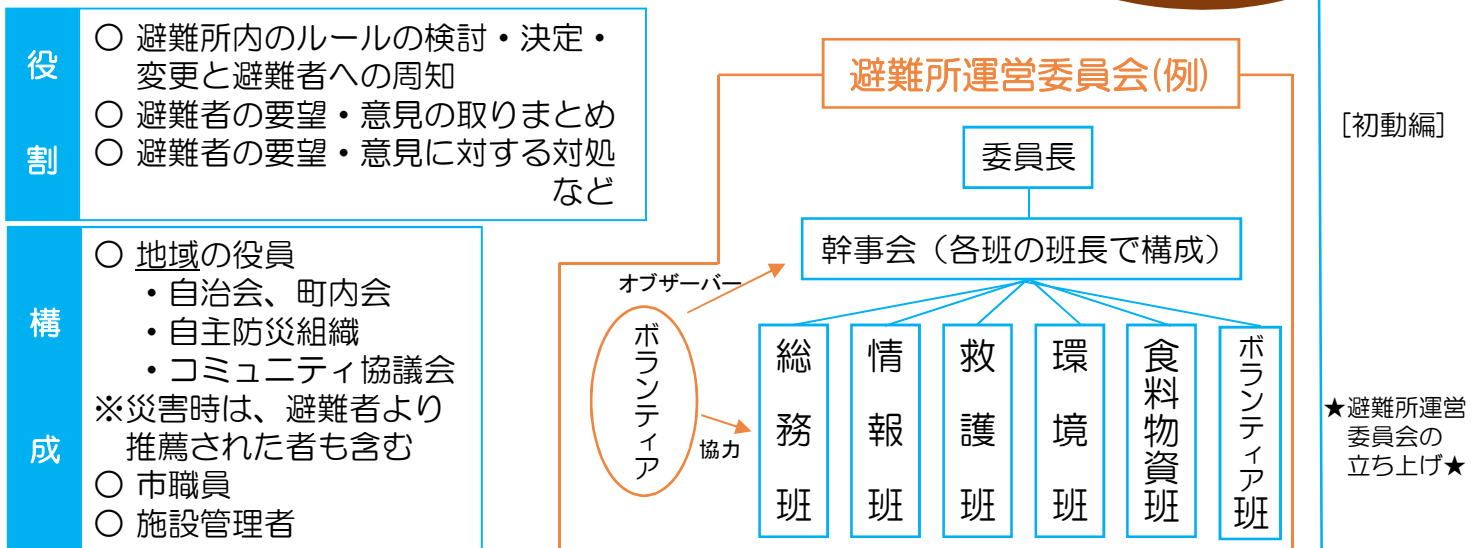 役割
○ 避難所内のルールの検討・決定・
変更と避難者への周知
○ 避難者の要望・意見の取りまとめ
○ 避難者の要望・意見に対する対処
など
構成
○ 地域の役員
・自治会、町内会
・自主防災組織
・コミュニティ協議会
※災害時は、避難者より
推薦された者も含む
○ 市職員
○ 施設管理者
避難所運営委員会(例)
委員長
幹事会（各班の班長で構成）
オブザーバー
ボランティア
協力
総務班
情報班
救護班
環境班
食料物資班
ボランティア班
［初動編］
★避難所運営
委員会の
立ち上げ★